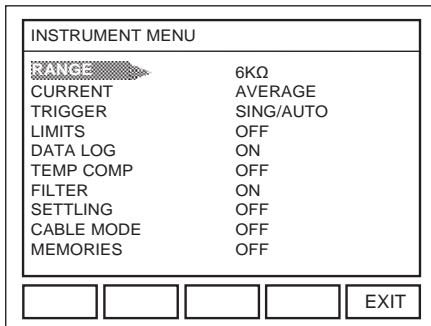 INSTRUMENT MENU
RANGE 6KΩ
CURRENT AVERAGE
TRIGGER SING/AUTO
LIMITS OFF
DATA LOG ON
TEMP COMP OFF
FILTER ON
SETTLING OFF
CABLE MODE OFF
MEMORIES OFF
EXIT